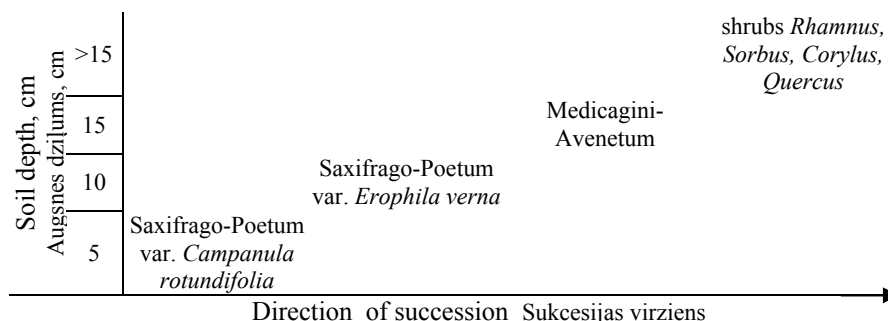 Soil depth, cm
Augsnes dziļums, cm
>15
15
10
5
shrubs Rhamnus,
Sorbus, Corylus,
Quercus
Medicagini-
Avenetum
Saxifrago-Poetum
var. Erophila verna
Saxifrago-Poetum
var. Campanula
rotundifolia
Direction of succession Sukcesijas virziens